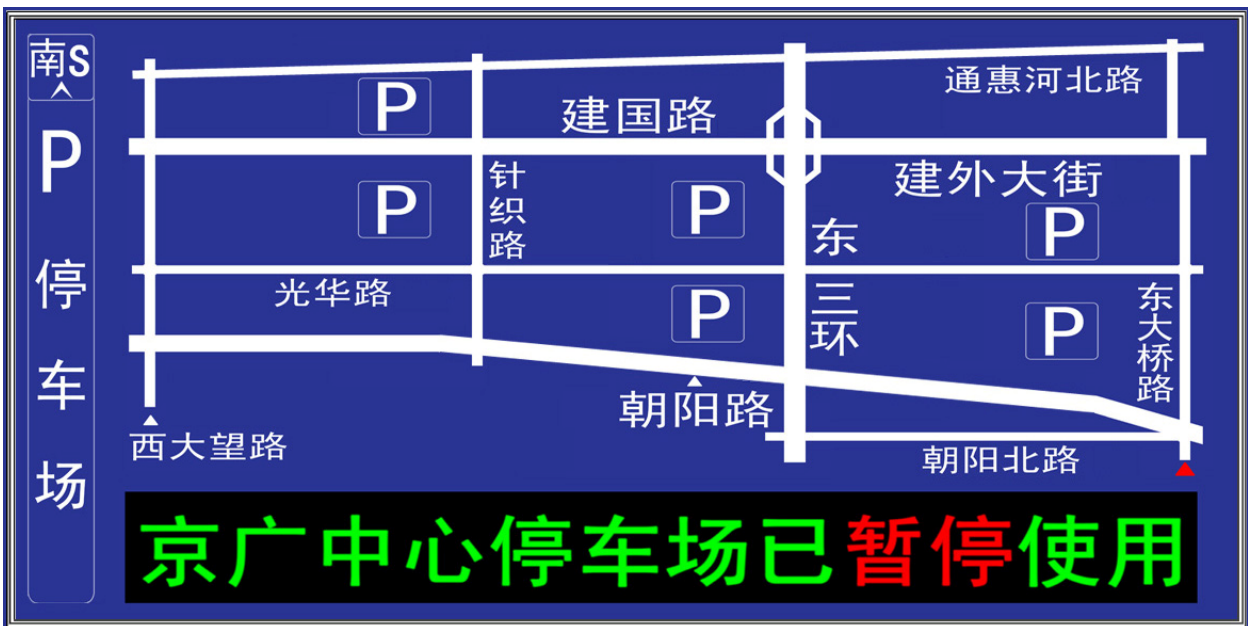 南S
P
停车场
P
通惠河北路
建国路
针织路
建外大街
P
P
P
东三环
光华路
P
P
东大桥路
朝阳路
西大望路
朝阳北路
京广中心停车场已暂停使用